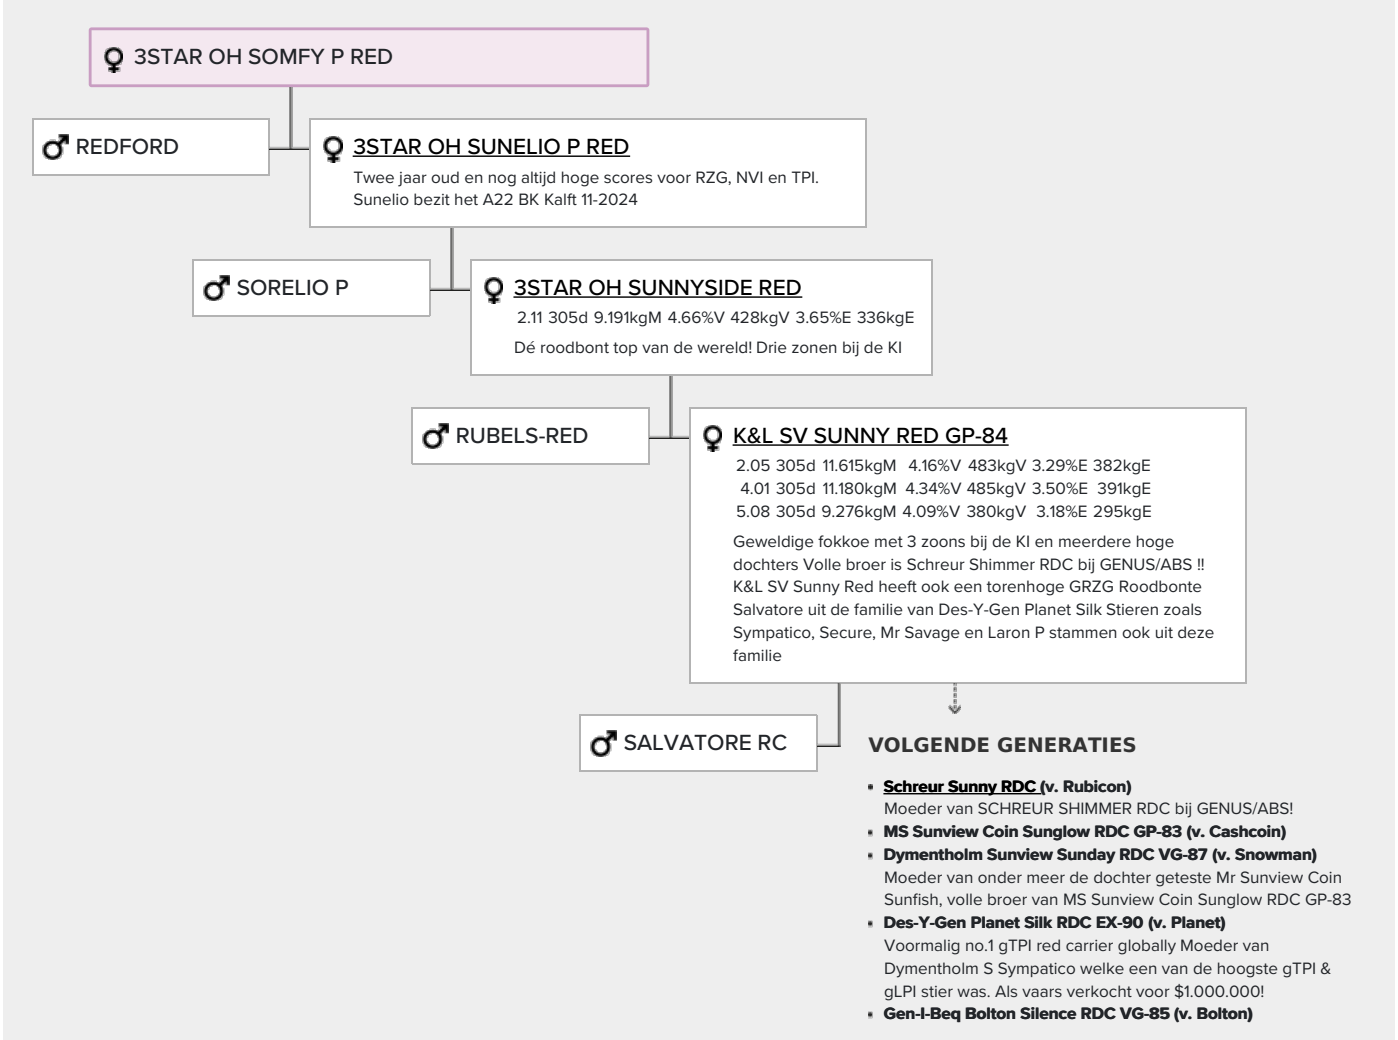 3STAR OH SOMFY P RED
REDFORD
3STAR OH SUNELIO P RED
Twee jaar oud en nog altijd hoge scores voor RZG, NVI en TPI.
Sunelio bezit het A22 BK Kalft 11-2024
SORELIO P
3STAR OH SUNNYSIDE RED
2.11 305d 9.191kgM 4.66%V 428kgV 3.65%E 336kgE
Dé roodbont top van de wereld! Drie zonen bij de KI
RUBELS-RED
K&L SV SUNNY RED GP-84
2.05 305d 11.615kgM 4.16%V 483kgV 3.29%E 382kgE
4.01 305d 11.180kgM 4.34%V 485kgV 3.50%E 391kgE
5.08 305d 9.276kgM 4.09%V 380kgV 3.18%E 295kgE
Geweldige fokkoe met 3 zoons bij de KI en meerdere hoge
dochters Volle broer is Schreur Shimmer RDC bij GENUS/ABS !!
K&L SV Sunny Red heeft ook een torenhoge GRZG Roodbonte
Salvatore uit de familie van Des-Y-Gen Planet Silk Stieren zoals
Sympatico, Secure, Mr Savage en Laron P stammen ook uit deze
familie
SALVATORE RC
VOLGENDE GENERATIES
Schreur Sunny RDC (v. Rubicon)
Moeder van SCHREUR SHIMMER RDC bij GENUS/ABS!
MS Sunview Coin Sunglow RDC GP-83 (v. Cashcoin)
Dymentholm Sunview Sunday RDC VG-87 (v. Snowman)
Moeder van onder meer de dochter geteste Mr Sunview Coin
Sunfish, volle broer van MS Sunview Coin Sunglow RDC GP-83
Des-Y-Gen Planet Silk RDC EX-90 (v. Planet)
Voormalig no.1 gTPI red carrier globally Moeder van
Dymentholm S Sympatico welke een van de hoogste gTPI &
gLPI stier was. Als vaars verkocht voor $1.000.000!
Gen-I-Beq Bolton Silence RDC VG-85 (v. Bolton)